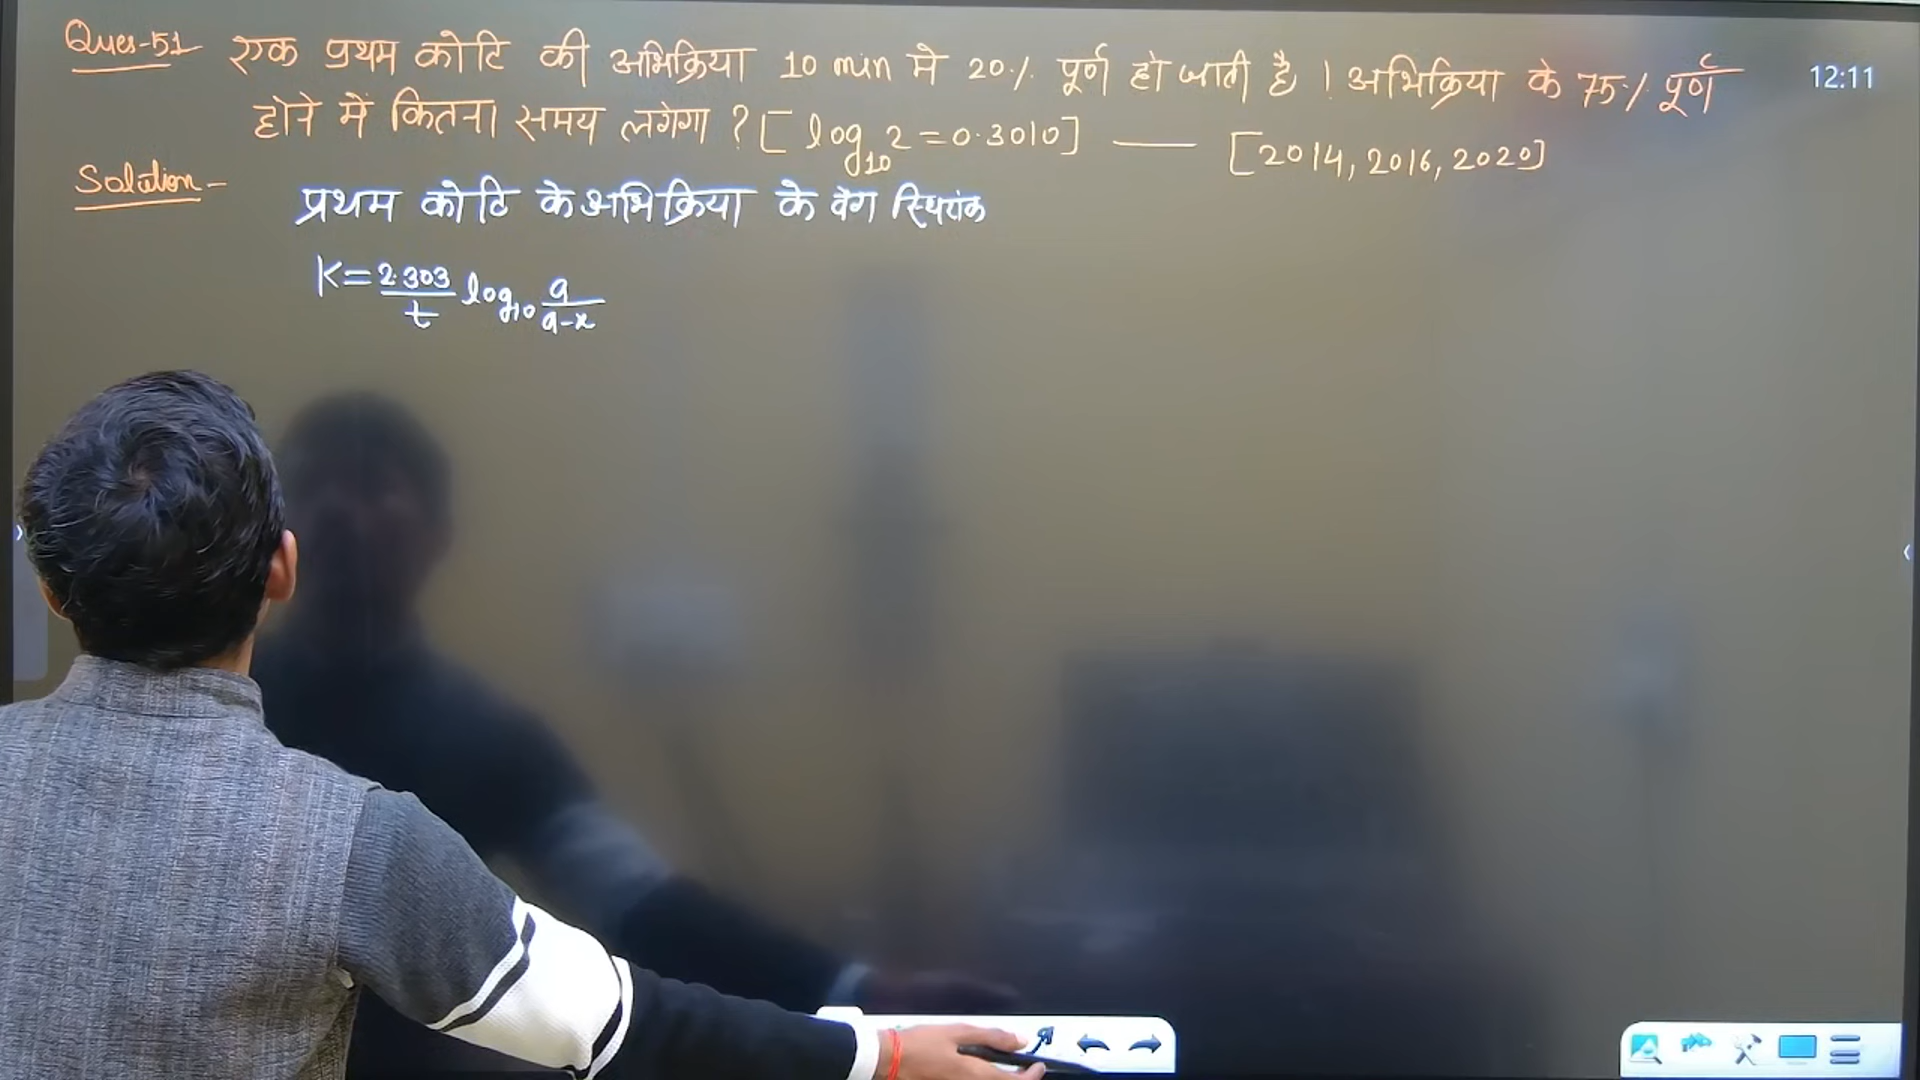 Ques-51 एक प्रथम कोटि की अभिक्रिया 10 min मे 20% पूर्ण हो जाती है । अभिक्रिया के 75% पूर्ण
12:11
होने में कितना समय लगेगा ? [ log₁₀2 = 0.3010] —— [2014, 2016, 2020]
Solution -
प्रथम कोटि के अभिक्रिया के वेग स्थिरांक
K = 2.303/t log₁₀ a/a-x